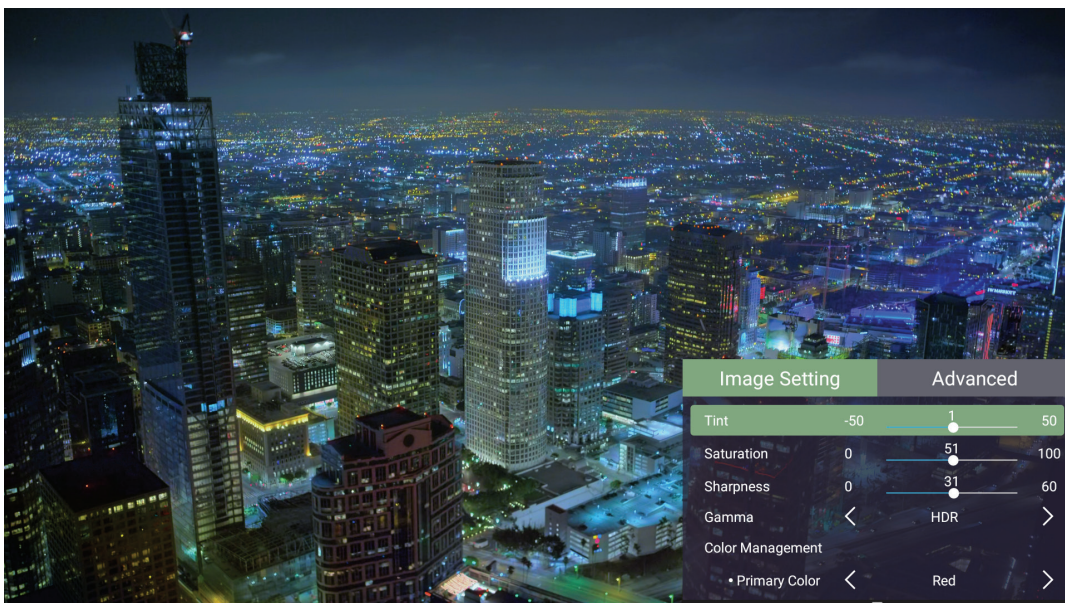 Image Setting Advanced
Tint -50 1 50
Saturation 0 51 100
Sharpness 0 31 60
Gamma < HDR >
Color Management
• Primary Color < Red >